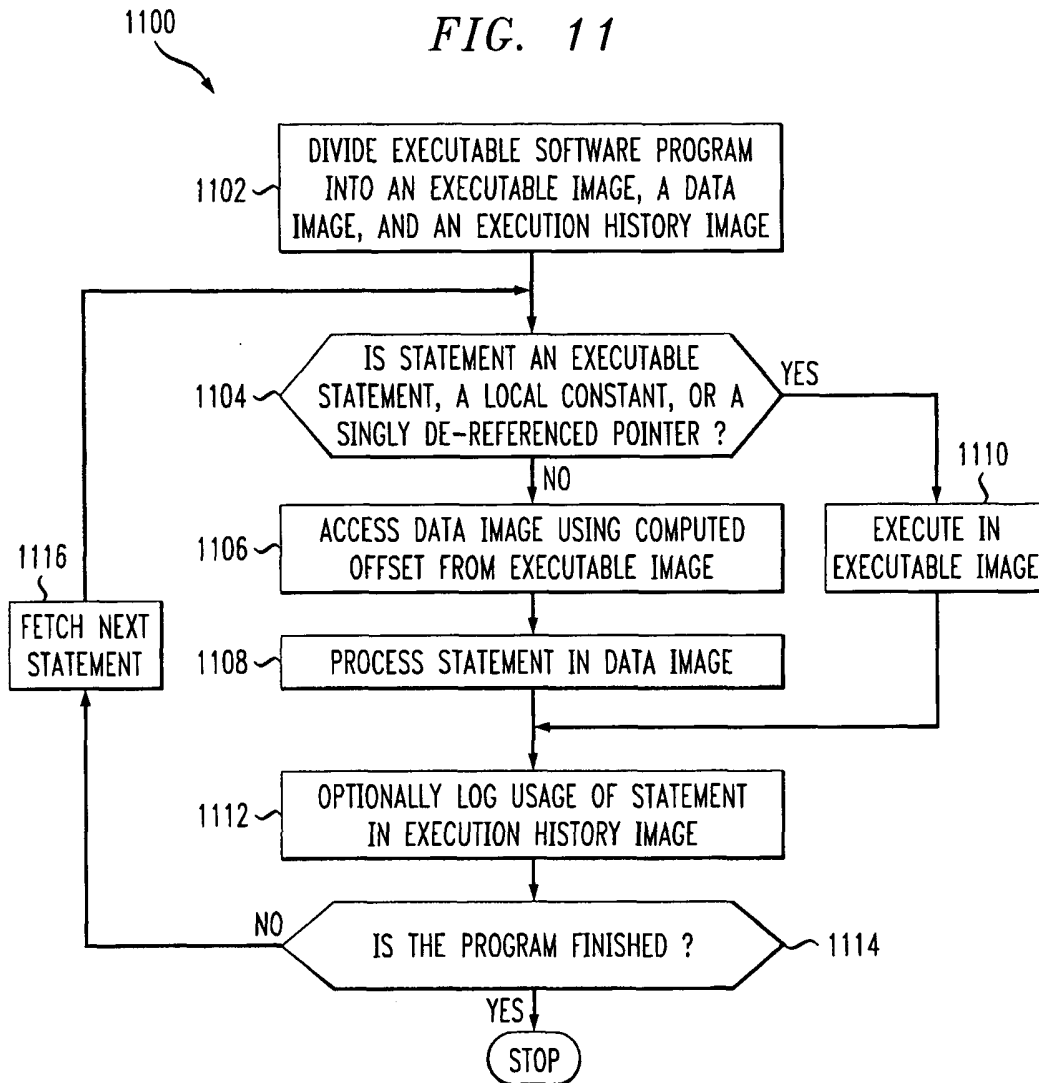 1100
FIG. 11
DIVIDE EXECUTABLE SOFTWARE PROGRAM
INTO AN EXECUTABLE IMAGE, A DATA
IMAGE, AND AN EXECUTION HISTORY IMAGE
1102
IS STATEMENT AN EXECUTABLE
STATEMENT, A LOCAL CONSTANT, OR A
SINGLY DE-REFERENCED POINTER ?
1104
YES
NO
1110
EXECUTE IN
EXECUTABLE IMAGE
ACCESS DATA IMAGE USING COMPUTED
OFFSET FROM EXECUTABLE IMAGE
1106
1116
FETCH NEXT
STATEMENT
PROCESS STATEMENT IN DATA IMAGE
1108
OPTIONALLY LOG USAGE OF STATEMENT
IN EXECUTION HISTORY IMAGE
1112
NO
IS THE PROGRAM FINISHED ?
1114
YES
STOP